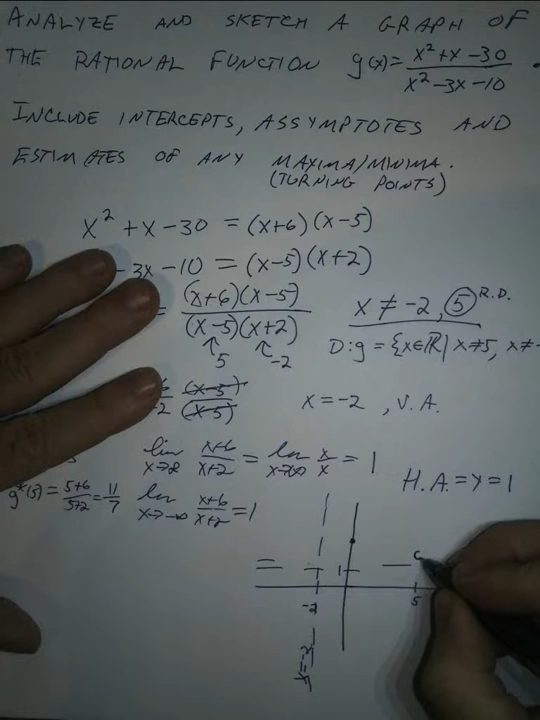 ANALYZE AND SKETCH A GRAPH OF
THE RATIONAL FUNCTION g(x) = (x²+x-30)/(x²-3x-10).
INCLUDE INTERCEPTS, ASSYMPTOTES AND
ESTIMATES OF ANY MAXIMA/MINIMA.
(TURNING POINTS)
x² + x - 30 = (x+6)(x-5)
-3x - 10 = (x-5)(x+2)
= (x+6)(x-5)/(x-5)(x+2) x ≠ -2, 5 R.D.
5 -2 D:g = {x∈ℝ | x≠5, x≠-
(x-5)/(x-5) x = -2, V.A.
lim x→∞ (x+6)/(x+2) = lim x→∞ x/x = 1
H.A. = y = 1
g*(5) = (5+6)/(5+2) = 11/7 lim x→-∞ (x+6)/(x+2) = 1
1
-2 5
x=-2